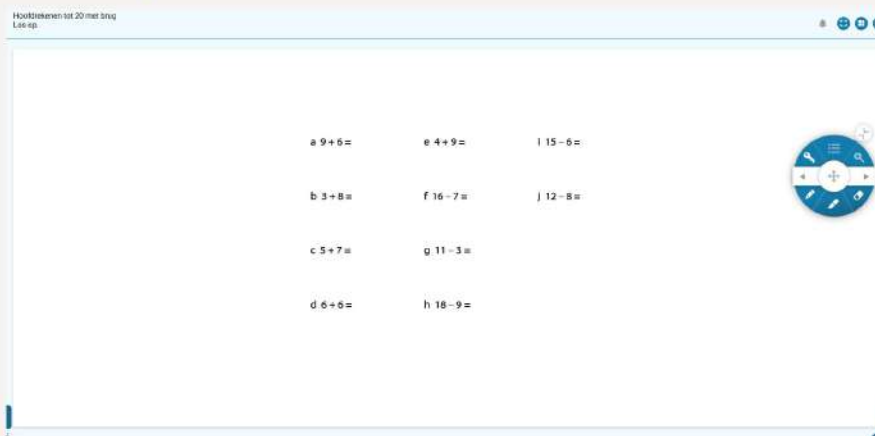 Hoofdrekenen tot 20 met brug
Los op.
a 9 + 6 =
e 4 + 9 =
i 15 - 6 =
b 3 + 8 =
f 16 - 7 =
j 12 - 8 =
c 5 + 7 =
g 11 - 3 =
d 6 + 6 =
h 18 - 9 =